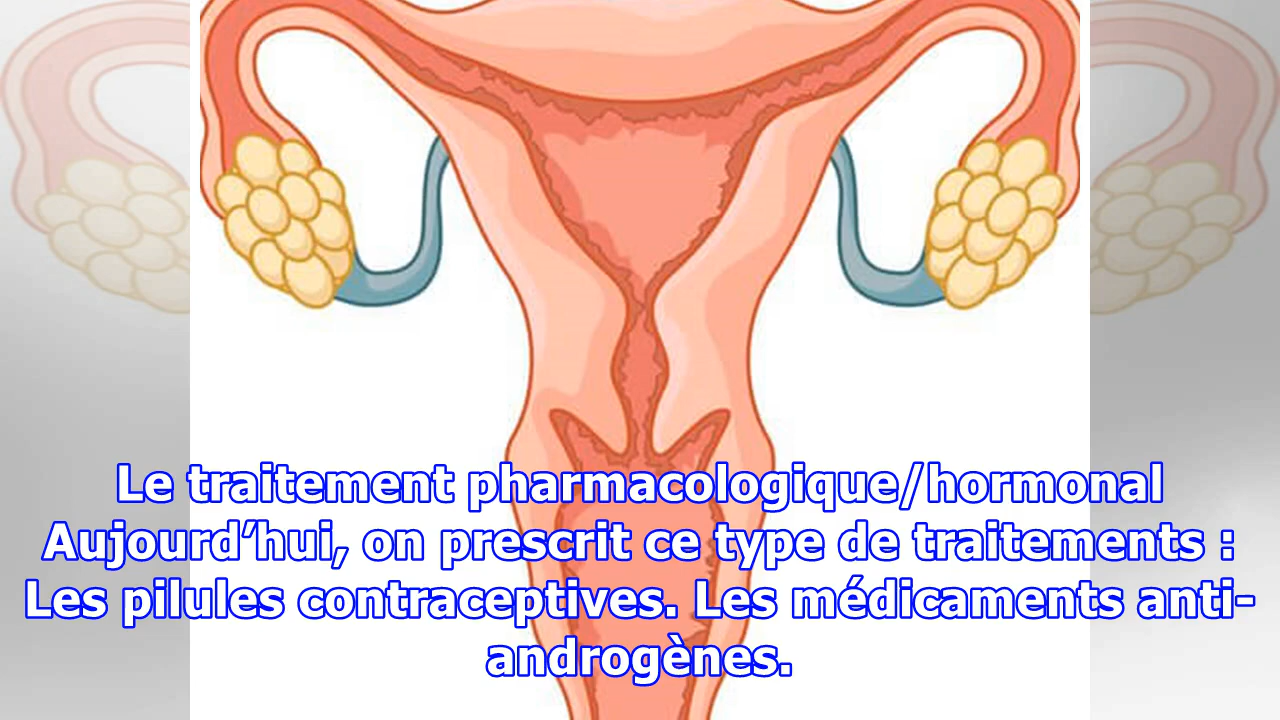 Le traitement pharmacologique/hormonal
Aujourd’hui, on prescrit ce type de traitements :
Les pilules contraceptives. Les médicaments anti-
androgènes.